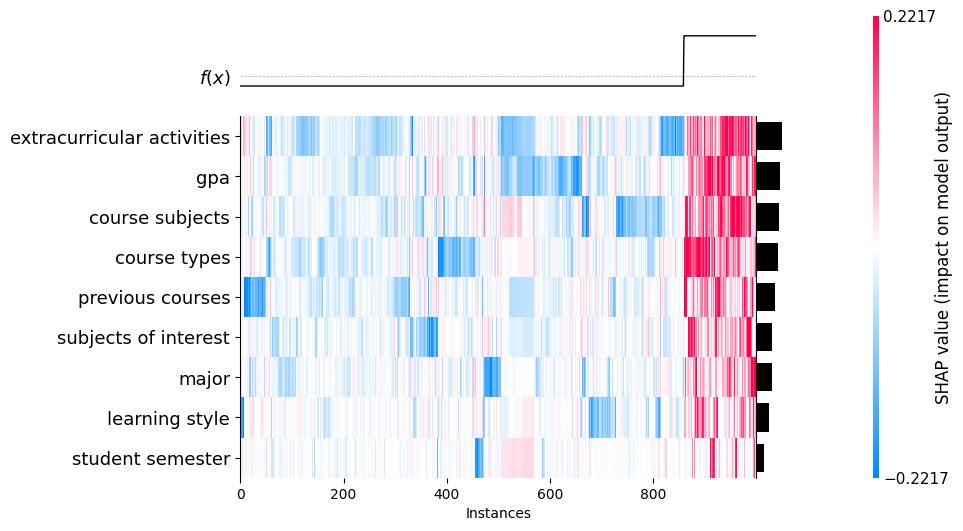 0.2217
f(x)
extracurricular activities
gpa
course subjects
course types
previous courses
subjects of interest
major
learning style
student semester
0 200 400 600 800
Instances
SHAP value (impact on model output)
−0.2217